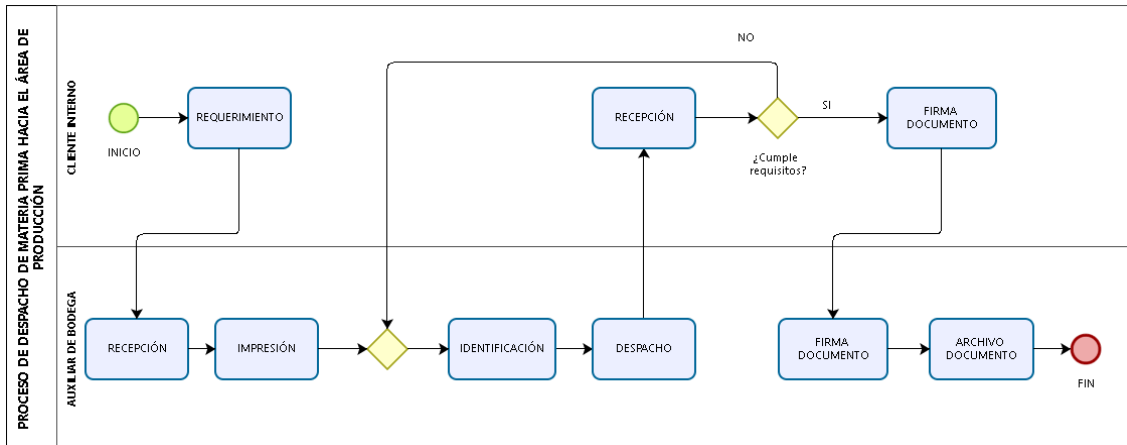 PROCESO DE DESPACHO DE MATERIA PRIMA HACIA EL ÁREA DE
PRODUCCIÓN
CLIENTE INTERNO
INICIO
REQUERIMIENTO
RECEPCIÓN
NO
¿Cumple
requisitos?
SI
FIRMA
DOCUMENTO
AUXILIAR DE BODEGA
RECEPCIÓN
IMPRESIÓN
IDENTIFICACIÓN
DESPACHO
FIRMA
DOCUMENTO
ARCHIVO
DOCUMENTO
FIN